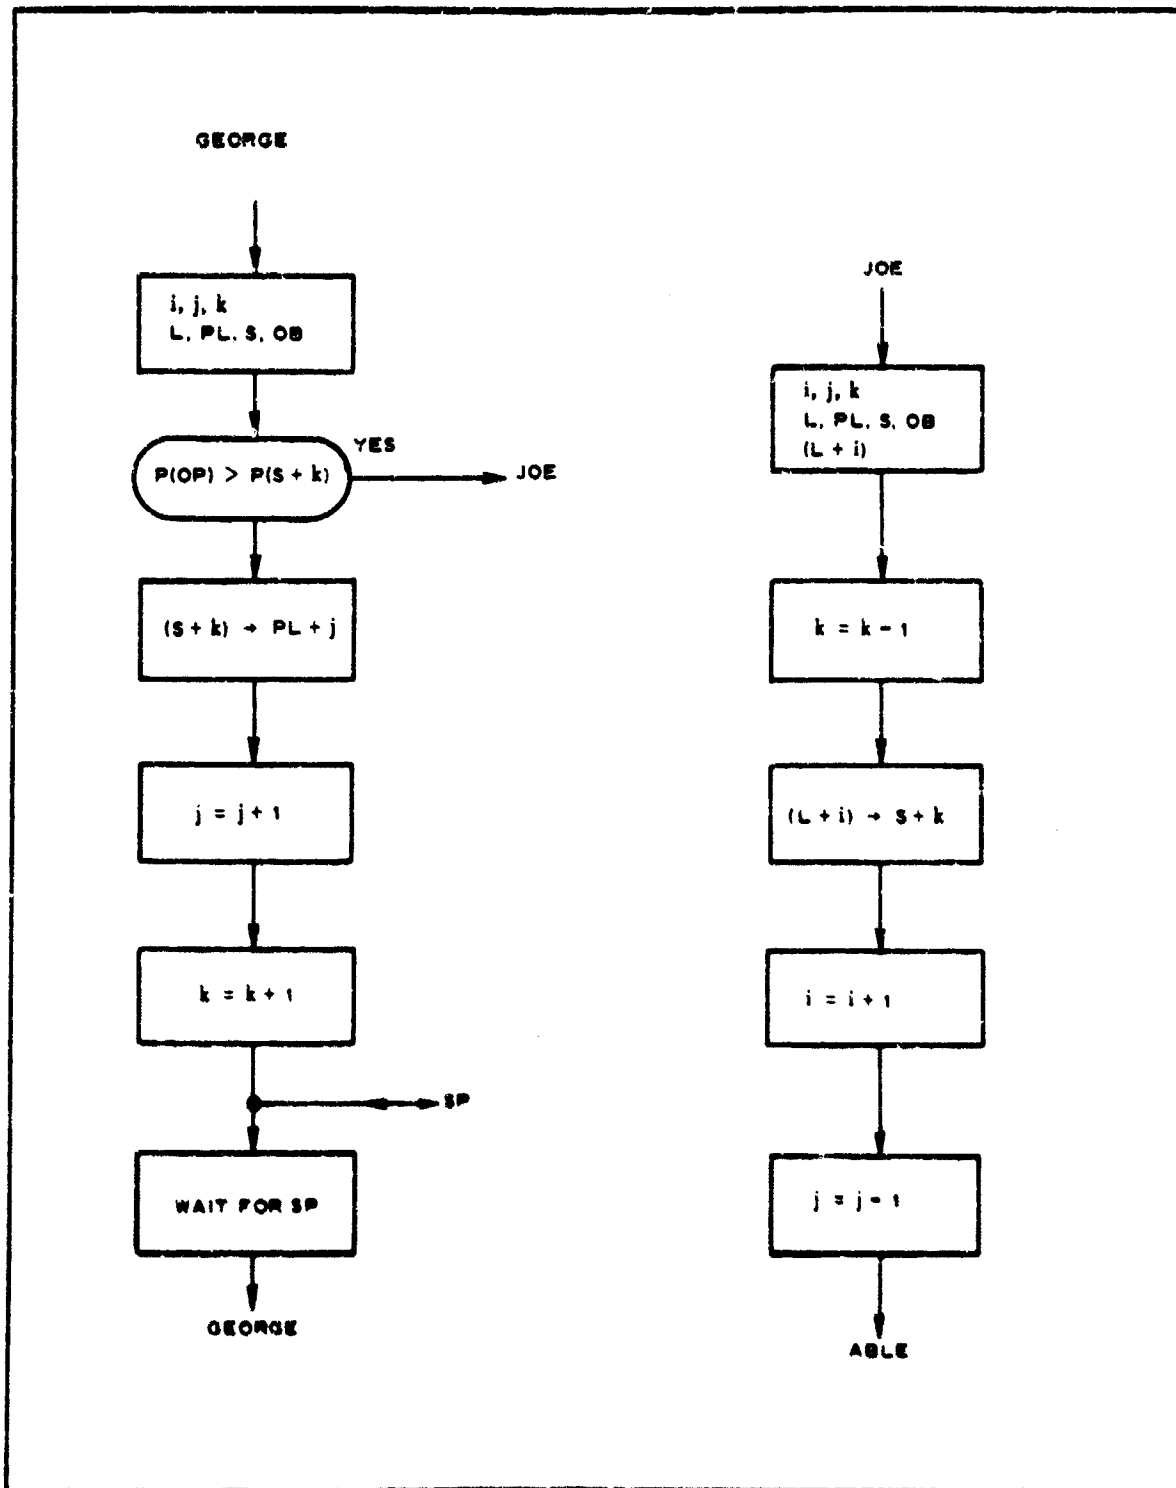 GEORGE
i, j, k
L, PL, S, OB
P(OP) > P(S + k)
YES
JOE
(S + k) → PL + j
j = j + 1
k = k + 1
SP
WAIT FOR SP
GEORGE
JOE
i, j, k
L, PL, S, OB
(L + i)
k = k - 1
(L + i) → S + k
i = i + 1
j = j - 1
ABLE